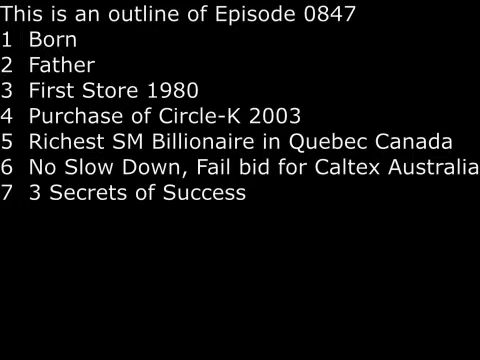 This is an outline of Episode 0847
1 Born
2 Father
3 First Store 1980
4 Purchase of Circle-K 2003
5 Richest SM Billionaire in Quebec Canada
6 No Slow Down, Fail bid for Caltex Australia
7 3 Secrets of Success